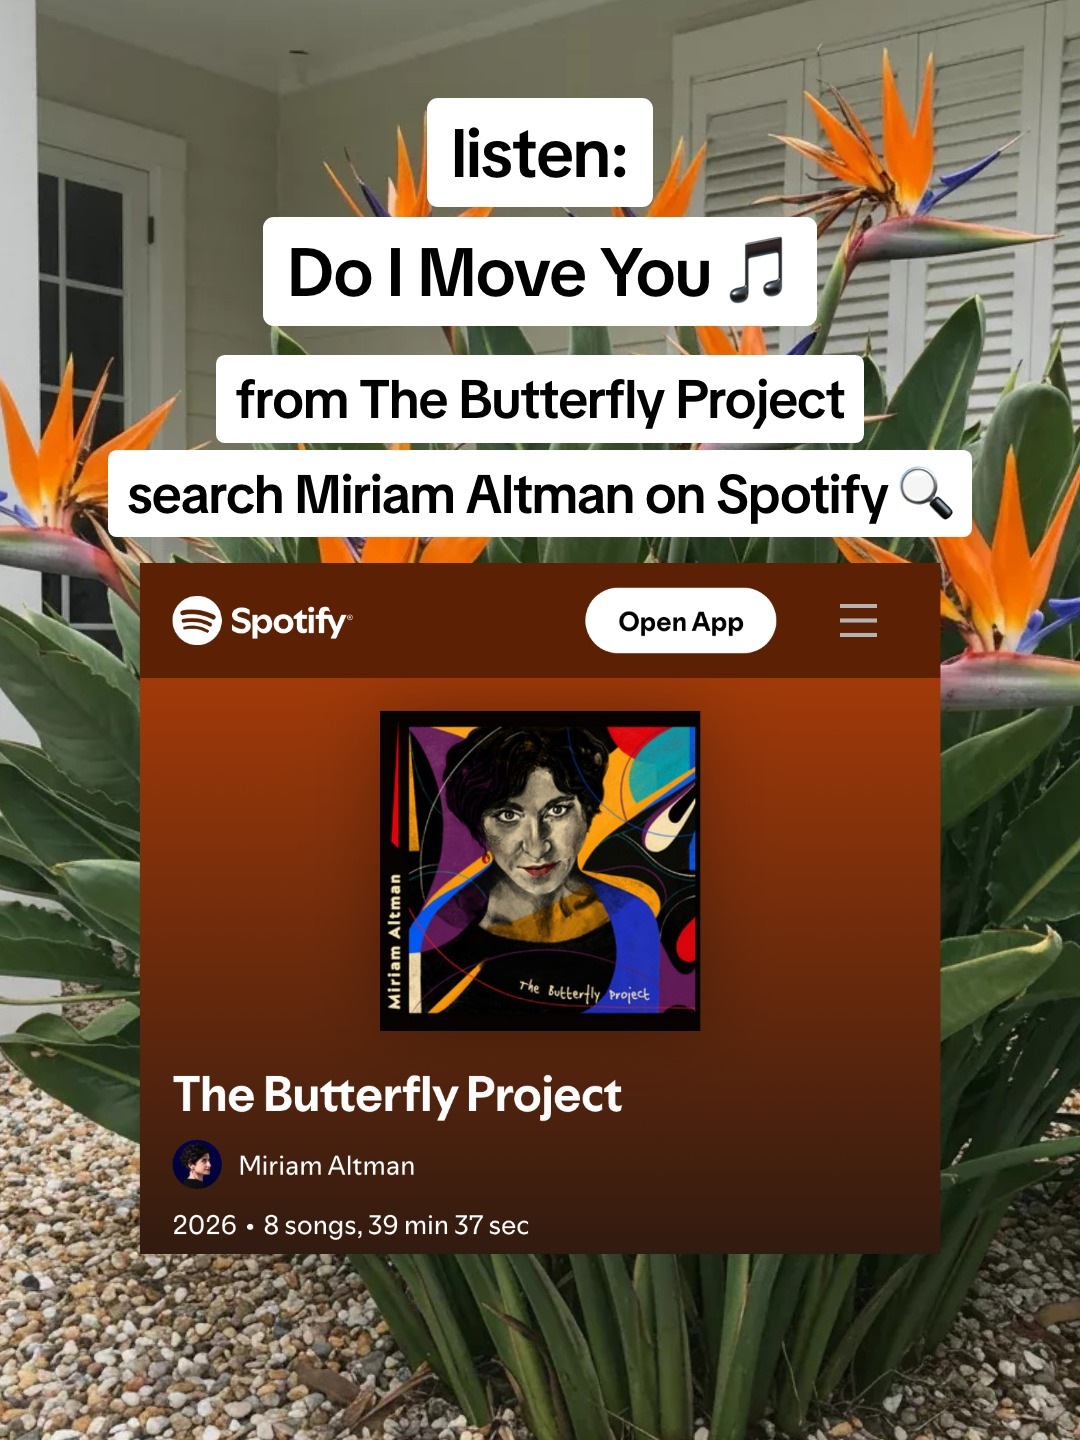 listen:
Do I Move You 🎵
from The Butterfly Project
search Miriam Altman on Spotify 🔍
Spotify®
Open App
Miriam Altman
The Butterfly Project
The Butterfly Project
Miriam Altman
2026 • 8 songs, 39 min 37 sec